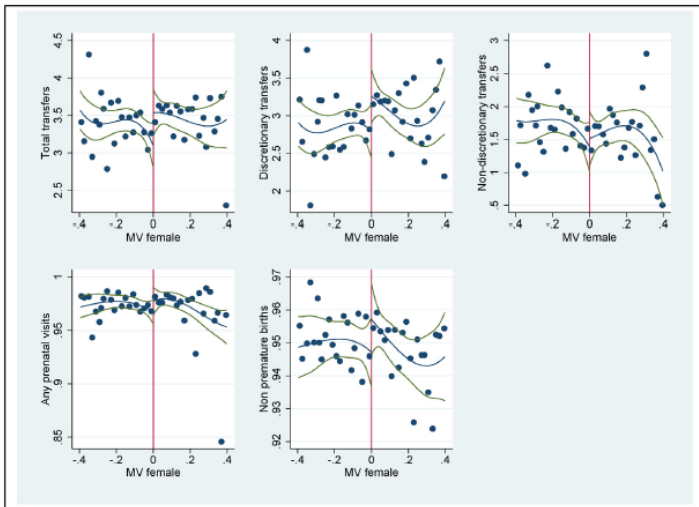 Total transfers
2.5 3 3.5 4 4.5
-.4 -.2 0 .2 .4
MV female
Discretionary transfers
2 2.5 3 3.5 4
-.4 -.2 0 .2 .4
MV female
Non-discretionary transfers
.5 1 1.5 2 2.5 3
-.4 -.2 0 .2 .4
MV female
Any prenatal visits
.85 .9 .95 1
-.4 -.2 0 .2 .4
MV female
Non premature births
.92 .93 .94 .95 .96 .97
-.4 -.2 0 .2 .4
MV female